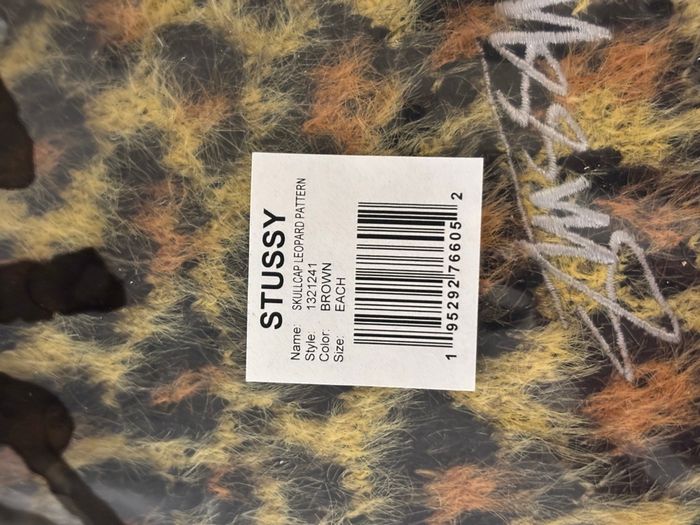 STUSSY
Name: SKULLCAP LEOPARD PATTERN
Style: 1321241
Color: BROWN
Size: EACH
1 95292 76605 2